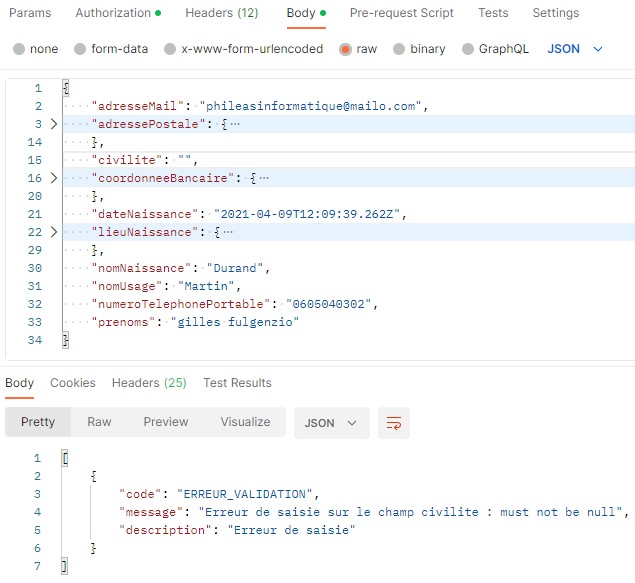 Params Authorization Headers (12) Body Pre-request Script Tests Settings
none form-data x-www-form-urlencoded raw binary GraphQL JSON
1 {
2 "adresseMail": "phileasinformatique@mailo.com",
3 "adressePostale": {…
14 },
15 "civilite": "",
16 "coordonneeBancaire": {…
20 },
21 "dateNaissance": "2021-04-09T12:09:39.262Z",
22 "lieuNaissance": {…
29 },
30 "nomNaissance": "Durand",
31 "nomUsage": "Martin",
32 "numeroTelephonePortable": "0605040302",
33 "prenoms": "gilles fulgenzio"
34 }
Body Cookies Headers (25) Test Results
Pretty Raw Preview Visualize JSON
1 [
2 {
3 "code": "ERREUR_VALIDATION",
4 "message": "Erreur de saisie sur le champ civilite : must not be null",
5 "description": "Erreur de saisie"
6 }
7 ]